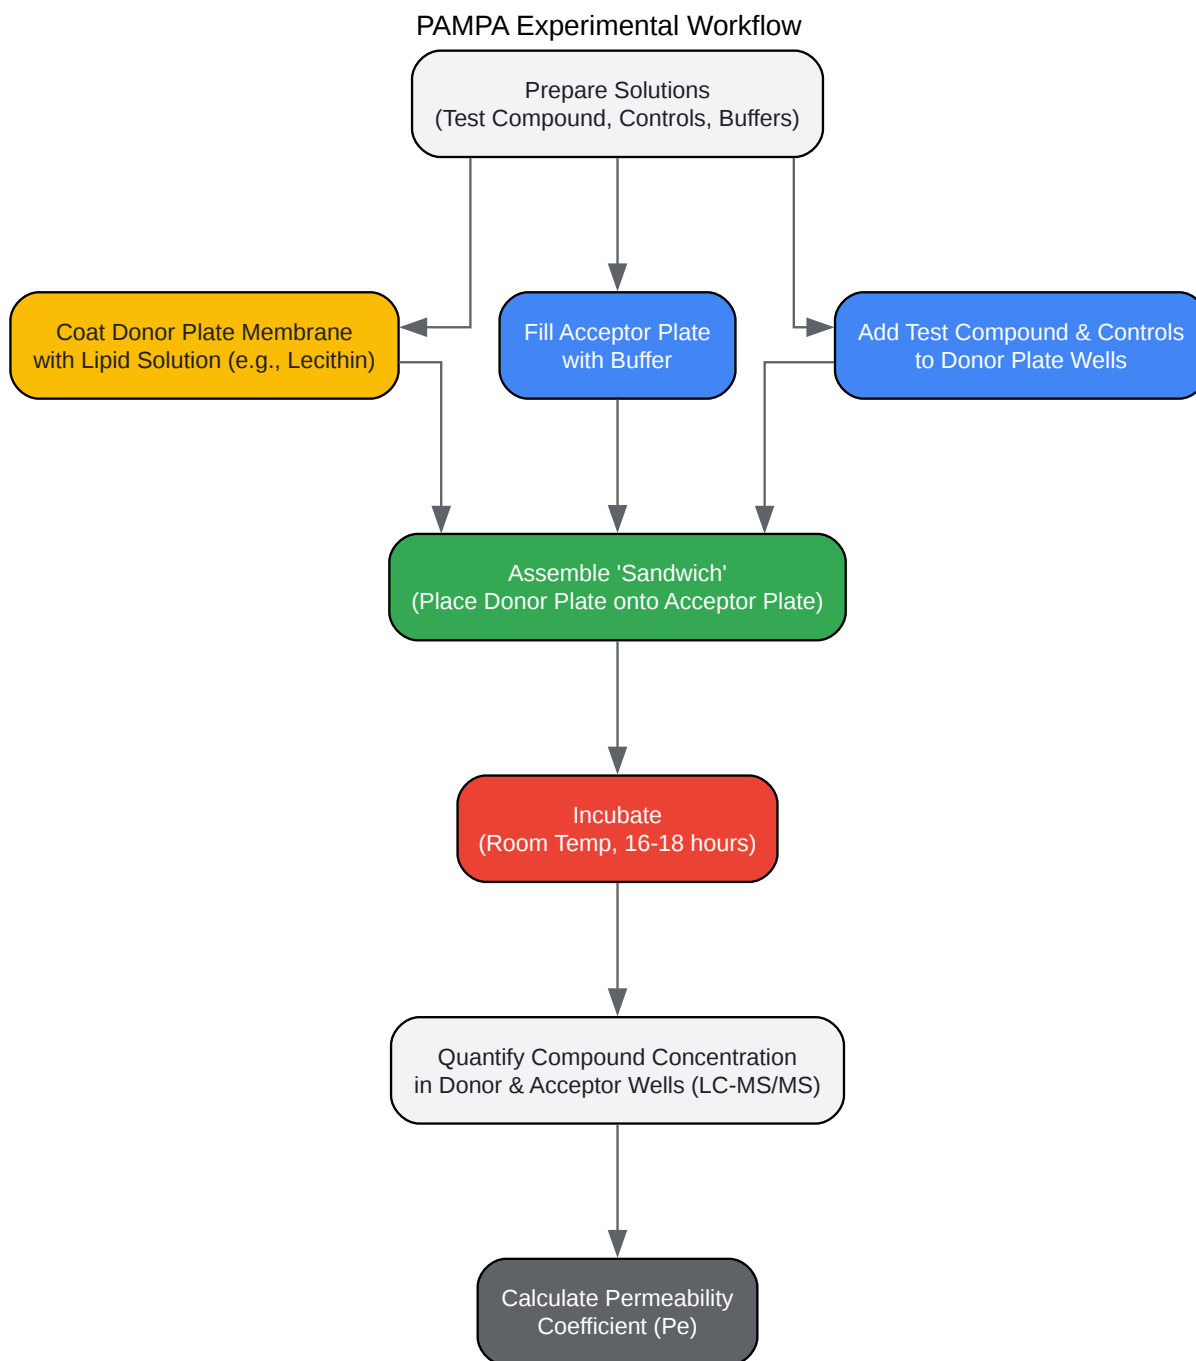 PAMPA Experimental Workflow
Prepare Solutions
(Test Compound, Controls, Buffers)
Coat Donor Plate Membrane
with Lipid Solution (e.g., Lecithin)
Fill Acceptor Plate
with Buffer
Add Test Compound & Controls
to Donor Plate Wells
Assemble 'Sandwich'
(Place Donor Plate onto Acceptor Plate)
Incubate
(Room Temp, 16-18 hours)
Quantify Compound Concentration
in Donor & Acceptor Wells (LC-MS/MS)
Calculate Permeability
Coefficient (Pe)